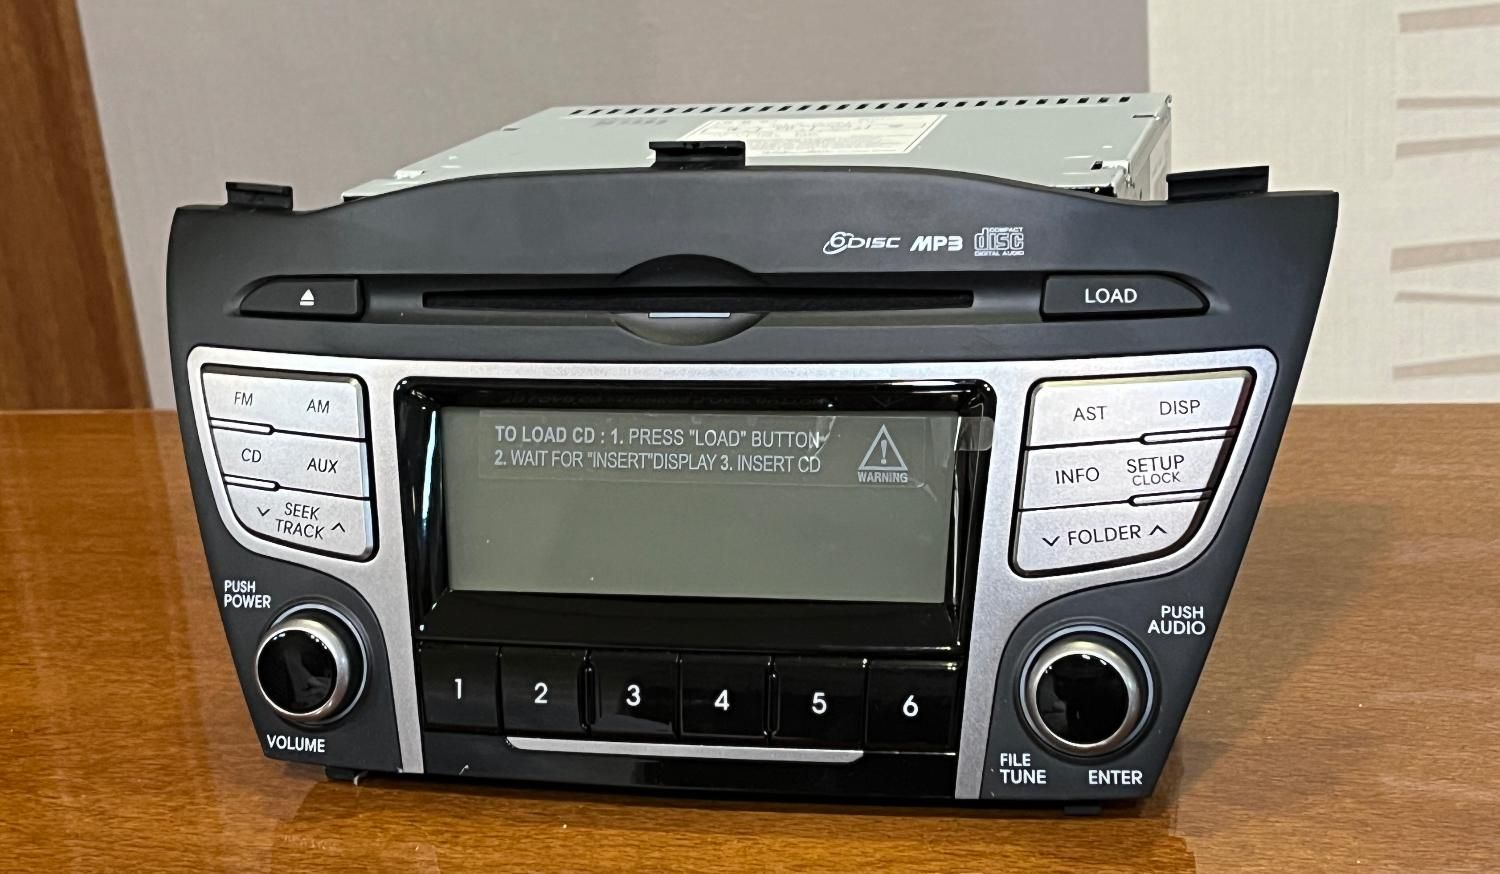 6DISC MP3 COMPACT disc DIGITAL AUDIO
LOAD
FM AM
CD AUX
SEEK
TRACK
TO LOAD CD : 1. PRESS "LOAD" BUTTON
2. WAIT FOR "INSERT"DISPLAY 3. INSERT CD
WARNING
AST DISP
INFO SETUP
CLOCK
FOLDER
PUSH
POWER
VOLUME
1 2 3 4 5 6
PUSH
AUDIO
FILE
TUNE ENTER